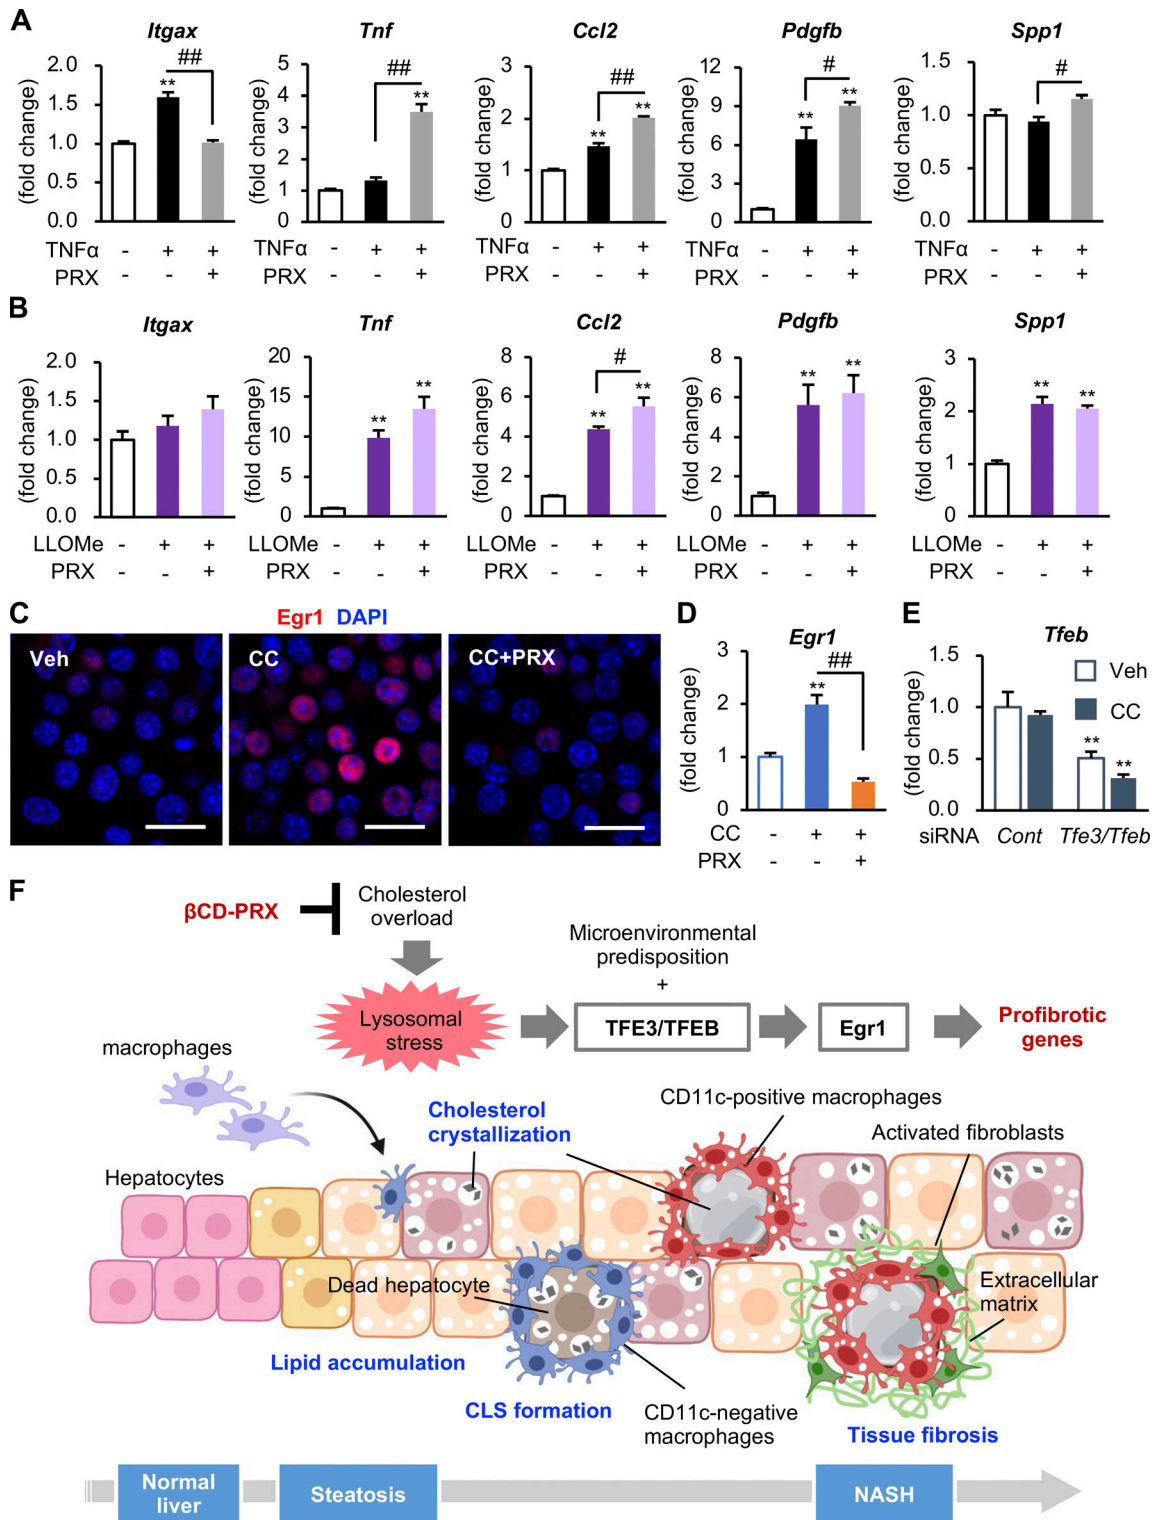 A
Itgax
Tnf
Ccl2
Pdgfb
Spp1
(fold change)
2.0
1.5
1.0
0.5
0.0
**
##
(fold change)
5
4
3
2
1
0
##
**
(fold change)
3
2
1
0
**
##
**
(fold change)
12
9
6
3
0
**
#
**
(fold change)
1.5
1.0
0.5
0.0
#
TNFα - + +
PRX - - +
TNFα - + +
PRX - - +
TNFα - + +
PRX - - +
TNFα - + +
PRX - - +
TNFα - + +
PRX - - +
B
Itgax
Tnf
Ccl2
Pdgfb
Spp1
(fold change)
2.0
1.5
1.0
0.5
0.0
(fold change)
20
15
10
5
0
**
**
(fold change)
8
6
4
2
0
**
#
**
(fold change)
8
6
4
2
0
**
**
(fold change)
3
2
1
0
**
**
LLOMe - + +
PRX - - +
LLOMe - + +
PRX - - +
LLOMe - + +
PRX - - +
LLOMe - + +
PRX - - +
LLOMe - + +
PRX - - +
C
Egr1 DAPI
Veh
CC
CC+PRX
D
Egr1
(fold change)
3
2
1
0
**
##
CC - + +
PRX - - +
E
Tfeb
(fold change)
1.5
1.0
0.5
0.0
Veh
CC
**
**
siRNA Cont Tfe3/Tfeb
F
βCD-PRX
Cholesterol
overload
Lysosomal
stress
Microenvironmental
predisposition
+
TFE3/TFEB
Egr1
Profibrotic
genes
macrophages
Cholesterol
crystallization
CD11c-positive macrophages
Activated fibroblasts
Hepatocytes
Dead hepatocyte
Extracellular
matrix
Lipid accumulation
CLS formation
CD11c-negative
macrophages
Tissue fibrosis
Normal
liver
Steatosis
NASH